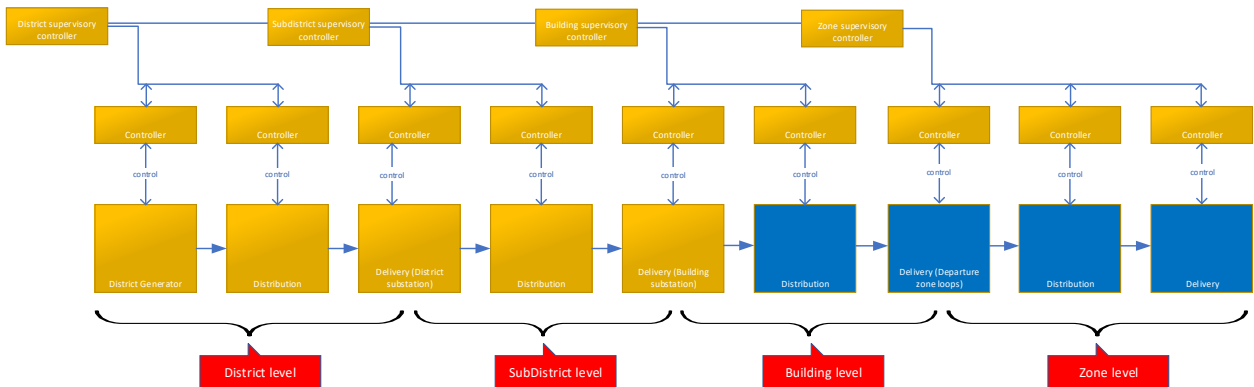 District supervisory
controller
Subdistrict supervisory
controller
Building supervisory
controller
Zone supervisory
controller
Controller
Controller
Controller
Controller
Controller
Controller
Controller
Controller
Controller
control
control
control
control
control
control
control
control
control
District Generator
Distribution
Delivery (District
substation)
Distribution
Delivery (Building
substation)
Distribution
Delivery (Departure
zone loops)
Distribution
Delivery
District level
SubDistrict level
Building level
Zone level